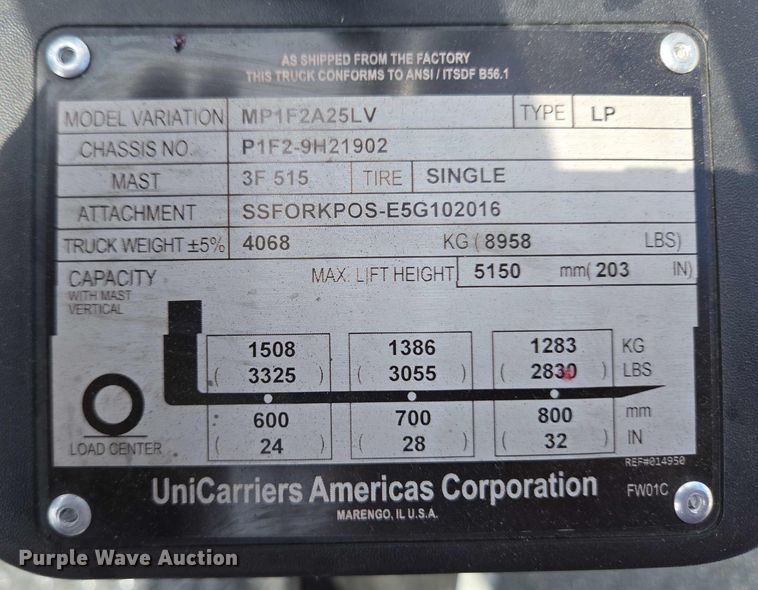 AS SHIPPED FROM THE FACTORY
THIS TRUCK CONFORMS TO ANSI / ITSDF B56.1
MODEL VARIATION MP1F2A25LV TYPE LP
CHASSIS NO. P1F2-9H21902
MAST 3F 515 TIRE SINGLE
ATTACHMENT SSFORKPOS-E5G102016
TRUCK WEIGHT ±5% 4068 KG ( 8958 LBS)
CAPACITY MAX. LIFT HEIGHT 5150 mm( 203 IN)
WITH MAST
VERTICAL
1508 1386 1283 KG
( 3325 ) ( 3055 ) ( 2830 ) LBS
600 700 800 mm
LOAD CENTER ( 24 ) ( 28 ) ( 32 ) IN
REF#014950
UniCarriers Americas Corporation FW01C
MARENGO, IL U.S.A.
Purple Wave Auction